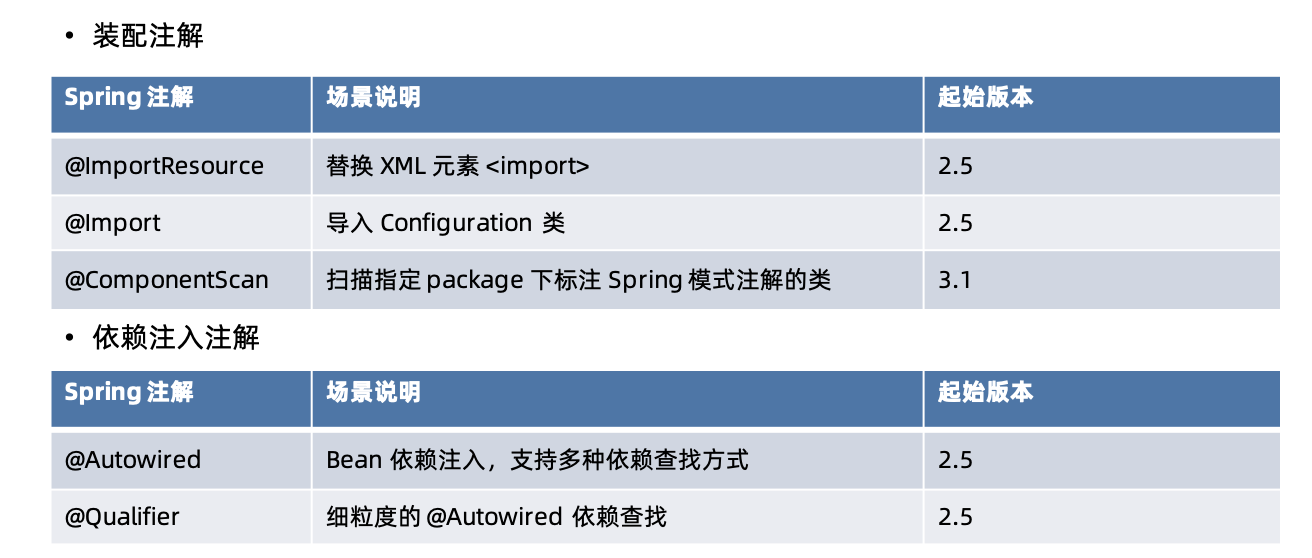 • 装配注解
Spring 注解 场景说明 起始版本
@ImportResource 替换 XML 元素 <import> 2.5
@Import 导入 Configuration 类 2.5
@ComponentScan 扫描指定 package 下标注 Spring 模式注解的类 3.1
• 依赖注入注解
Spring 注解 场景说明 起始版本
@Autowired Bean 依赖注入，支持多种依赖查找方式 2.5
@Qualifier 细粒度的 @Autowired 依赖查找 2.5